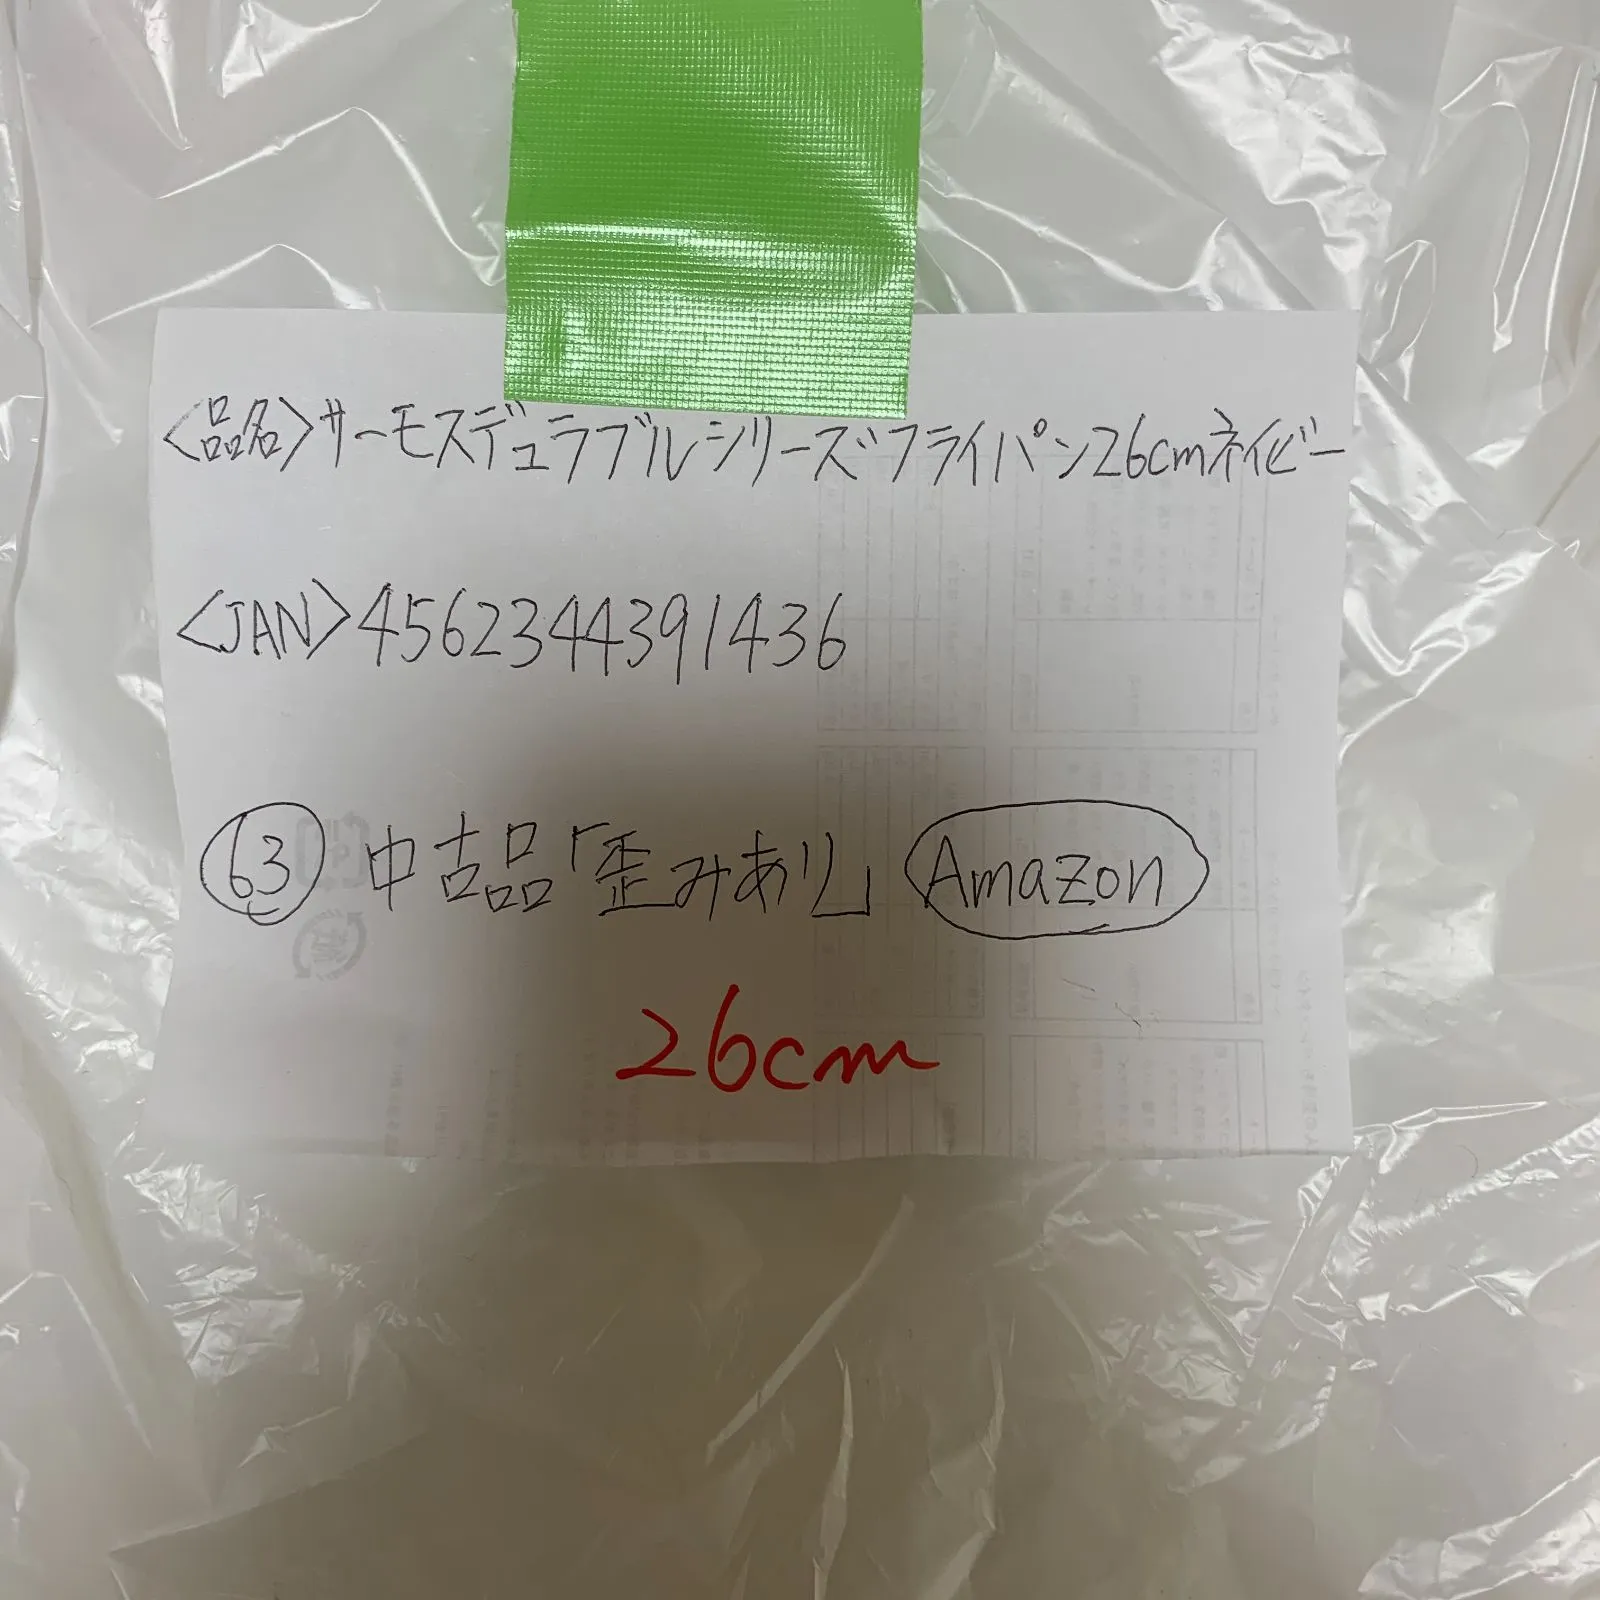 <品名>サーモスデュラブルシリーズフライパン26cmネイビー
<JAN>4562344391436
63 中古品「歪みあり」 Amazon
26cm